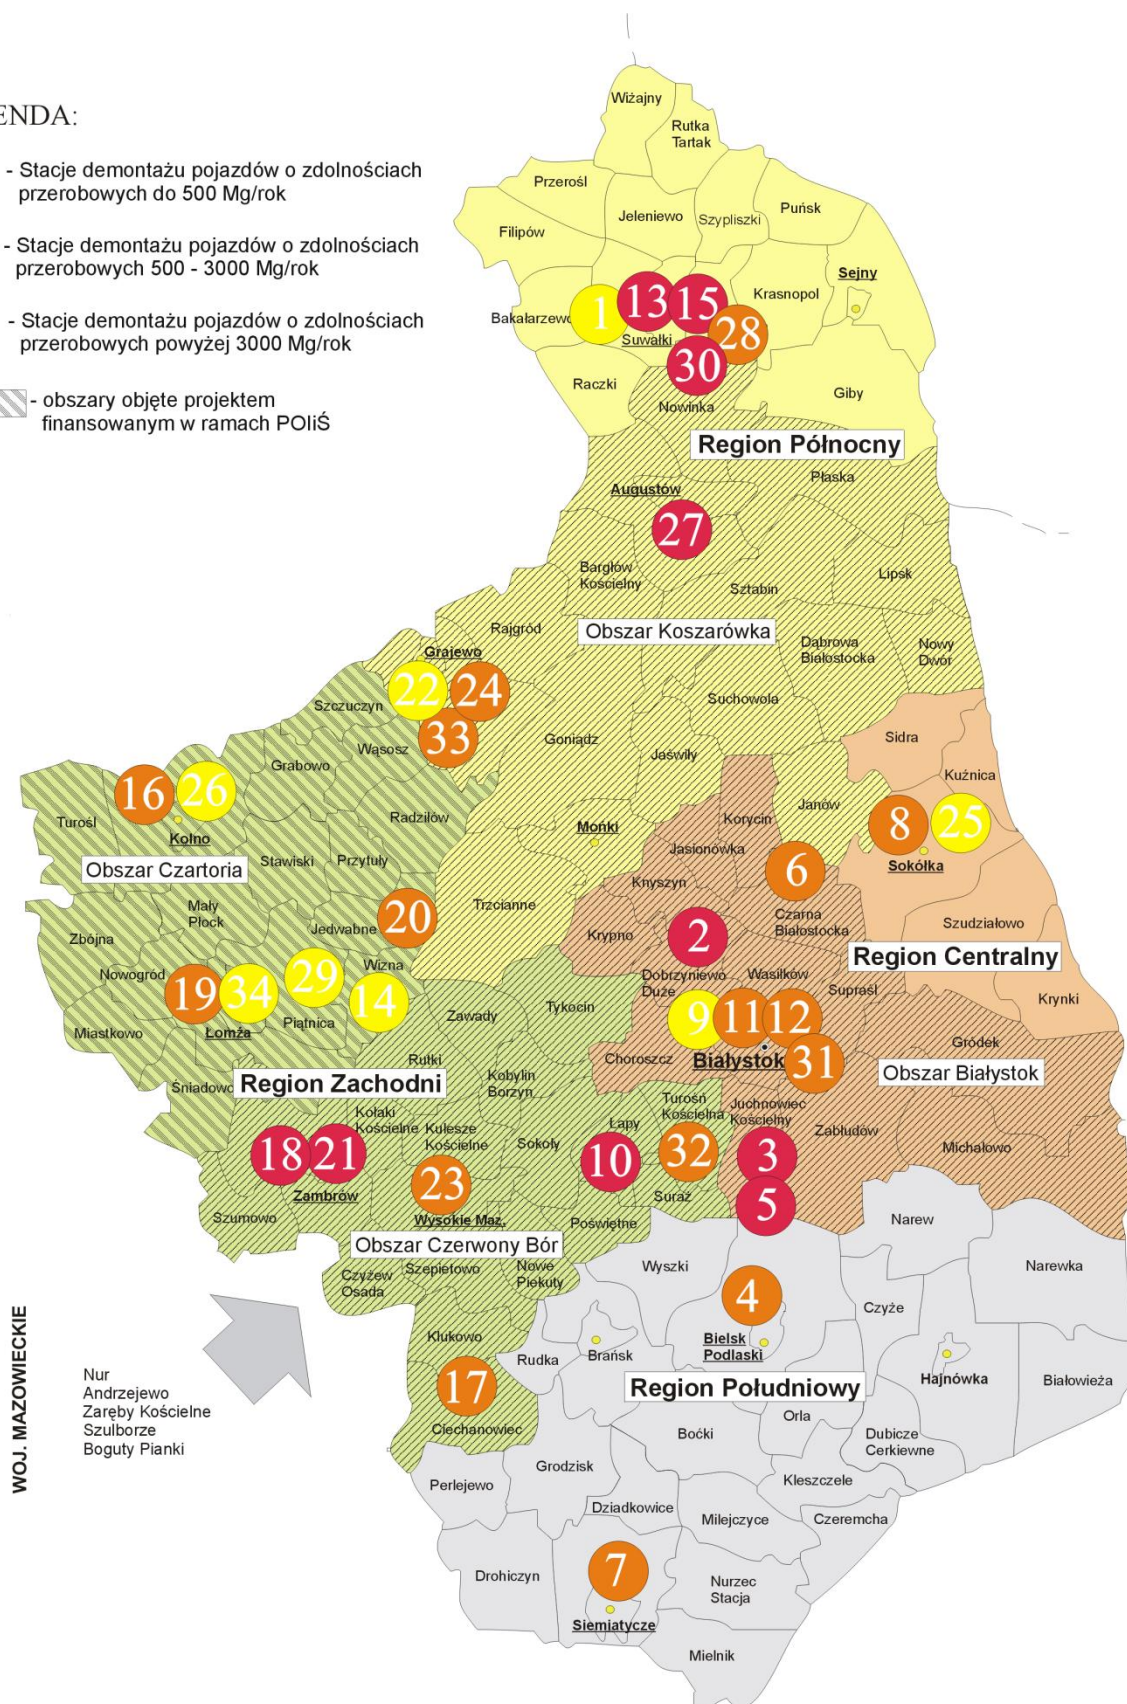 ENDA:
- Stacje demontażu pojazdów o zdolnościach
przerobowych do 500 Mg/rok
- Stacje demontażu pojazdów o zdolnościach
przerobowych 500 - 3000 Mg/rok
- Stacje demontażu pojazdów o zdolnościach
przerobowych powyżej 3000 Mg/rok
- obszary objęte projektem
finansowanym w ramach POIiŚ
Wiżajny
Rutka
Tartak
Przerośl
Jeleniewo
Szypliszki
Puńsk
Filipów
Sejny
Krasnopol
Bakałarzewo
1
13
15
28
Suwałki
30
Raczki
Giby
Nowinka
Region Północny
Płaska
Augustów
27
Bargłów
Kościelny
Sztabin
Lipsk
Rajgród
Obszar Koszarówka
Dąbrowa
Białostocka
Nowy
Dwór
Grajewo
22
24
33
Szczuczyn
Suchowola
Wąsosz
Goniądz
Jaświły
Sidra
Grabowo
Kuźnica
16
26
Turośl
Kolno
Radziłów
Janów
8
25
Korycin
Mońki
Sokółka
Obszar Czartoria
Stawiski
Przytuły
Jasionówka
6
Knyszyn
Mały
Płock
Jedwabne
20
Trzcianne
Czarna
Białostocka
Szudziałowo
Zbójna
Krypno
2
Region Centralny
Nowogród
19
34
29
Wizna
14
Dobrzyniewo
Duże
Wasilków
Supraśl
Krynki
Miastkowo
Łomża
Piątnica
Zawady
Tykocin
9
11
12
Choroszcz
Białystok
31
Gródek
Obszar Białystok
Śniadowo
Region Zachodni
Rutki
Kobylin
Borzyn
Turośń
Kościelna
Juchnowiec
Kościelny
Kołaki
Kościelne
Kulesze
Kościelne
Sokoły
Łapy
Zabłudów
Michałowo
18
21
Zambrów
23
10
32
3
Szumowo
Wysokie Maz.
Poświętne
Suraż
5
Narew
Obszar Czerwony Bór
Czyżew
Osada
Szepietowo
Nowe
Piekuty
Wyszki
Narewka
4
Czyże
Klukowo
Bielsk
Podlaski
Rudka
Brańsk
Hajnówka
Białowieża
17
Region Południowy
Ciechanowiec
Orla
Boćki
Dubicze
Cerkiewne
Perlejewo
Grodzisk
Kleszczele
Dziadkowice
Milejczyce
Czeremcha
7
Drohiczyn
Nurzec
Stacja
Siemiatycze
Mielnik
WOJ. MAZOWIECKIE
Nur
Andrzejewo
Zaręby Kościelne
Szulborze
Boguty Pianki